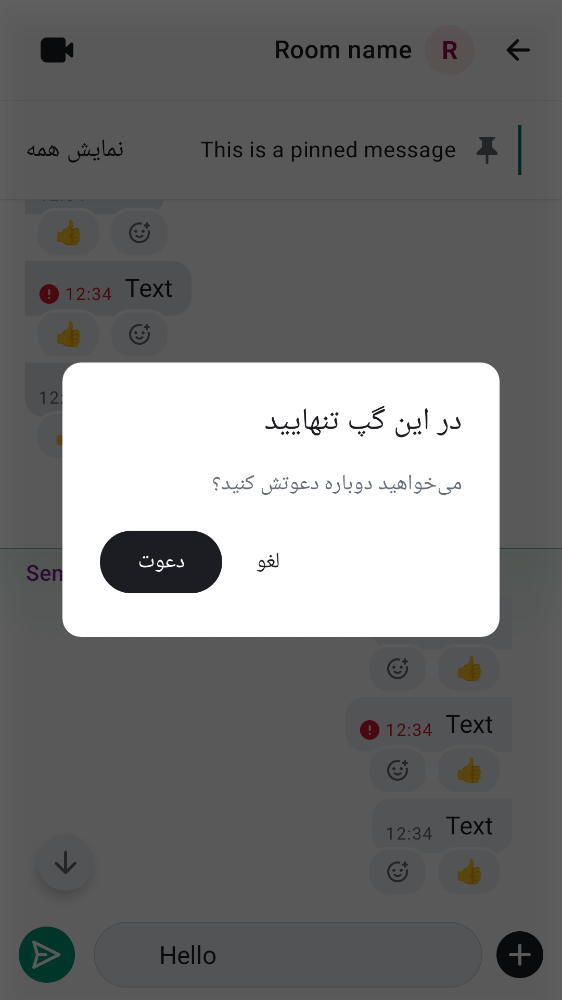 Room name
R
This is a pinned message
نمایش همه
12:34 Text
در این گپ تنهایید
می‌خواهید دوباره دعوتش کنید؟
لغو
دعوت
12:34 Text
12:34 Text
Hello